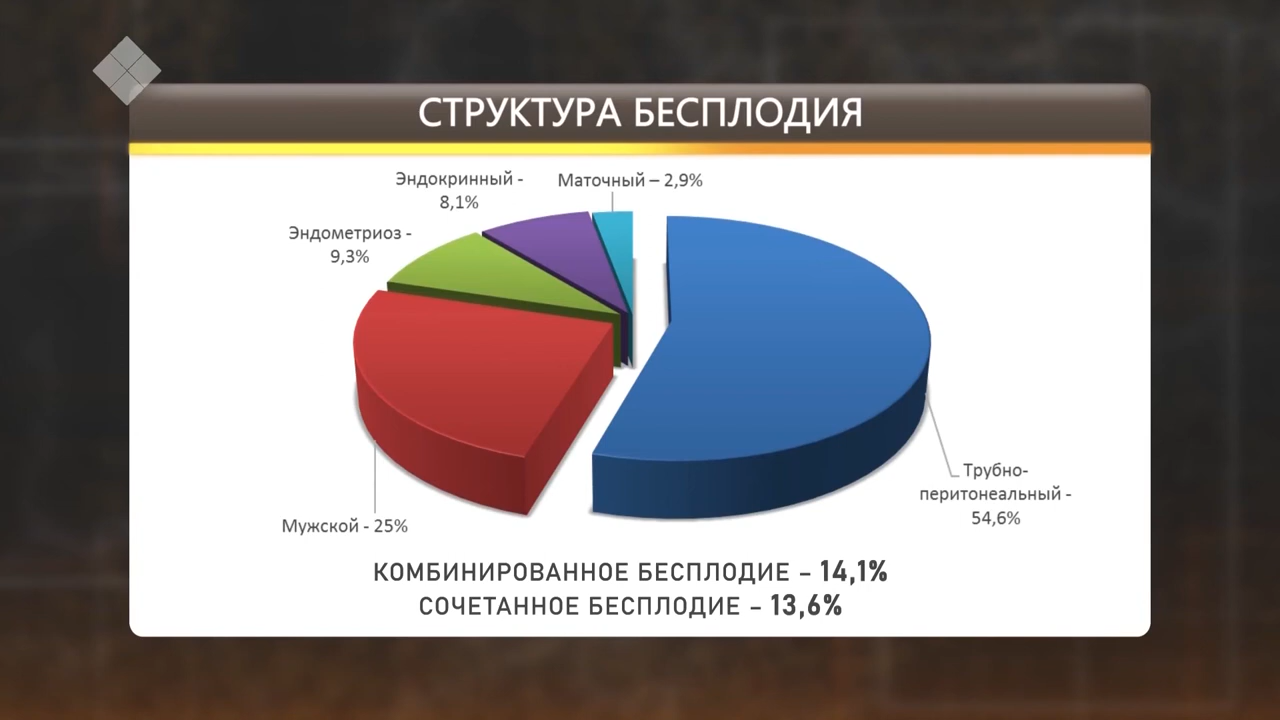 СТРУКТУРА БЕСПЛОДИЯ
Эндокринный -
8,1%
Маточный – 2,9%
Эндометриоз -
9,3%
Трубно-
перитонеальный -
54,6%
Мужской - 25%
КОМБИНИРОВАННОЕ БЕСПЛОДИЕ – 14,1%
СОЧЕТАННОЕ БЕСПЛОДИЕ – 13,6%